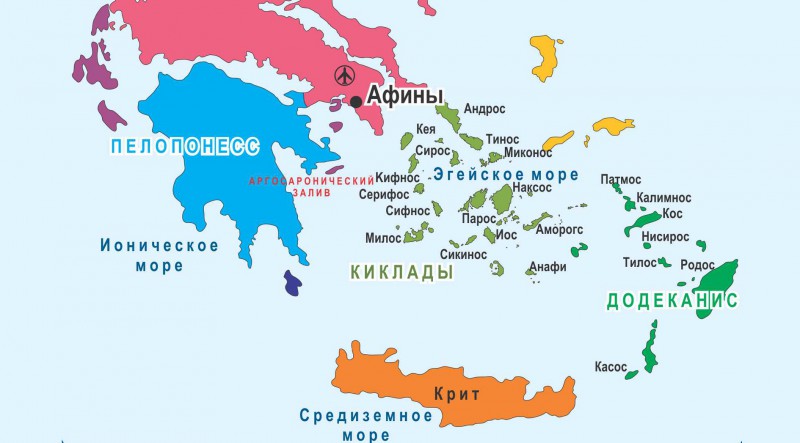 Афины
Андрос
Кея
Тинос
ПЕЛОПОНЕСС
Сирос
Миконос
Эгейское море
Кифнос
АРГОСАРОНИЧЕСКИЙ
ЗАЛИВ
Наксос
Патмос
Серифос
Калимнос
Сифнос
Кос
Парос
Аморгос
Милос
Иос
Нисирос
Ионическое
море
Сикинос
Тилос
Родос
Анафи
КИКЛАДЫ
ДОДЕКАНИС
Касос
Крит
Средиземное
море